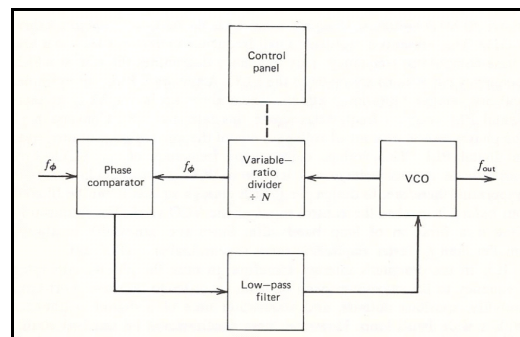 Control
panel
fϕ
Phase
comparator
fϕ
Variable—
ratio
divider
÷ N
VCO
fout
Low—pass
filter